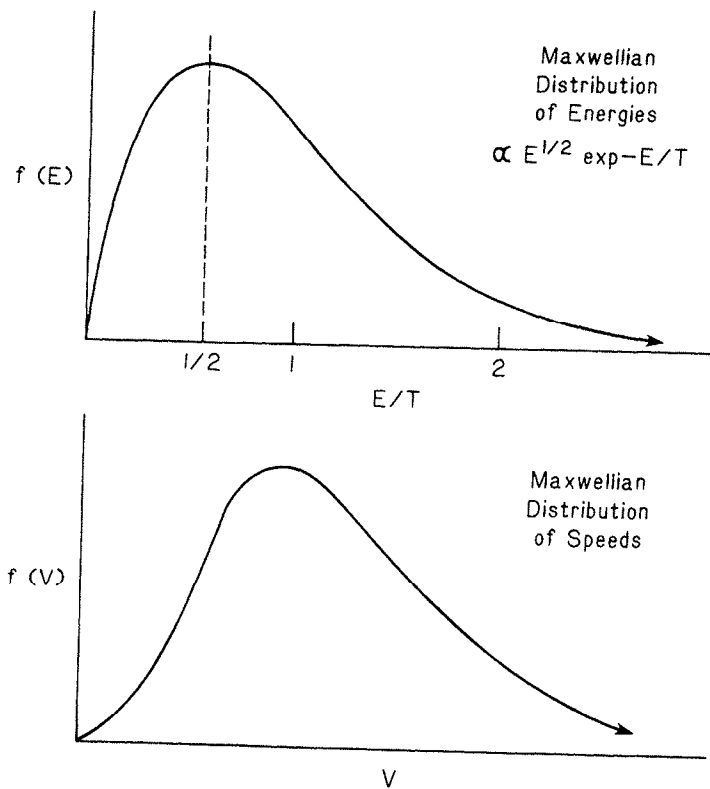 Maxwellian
Distribution
of Energies
∝ E^1/2 exp-E/T
f (E)
1/2 1 2
E/T
Maxwellian
Distribution
of Speeds
f (V)
V